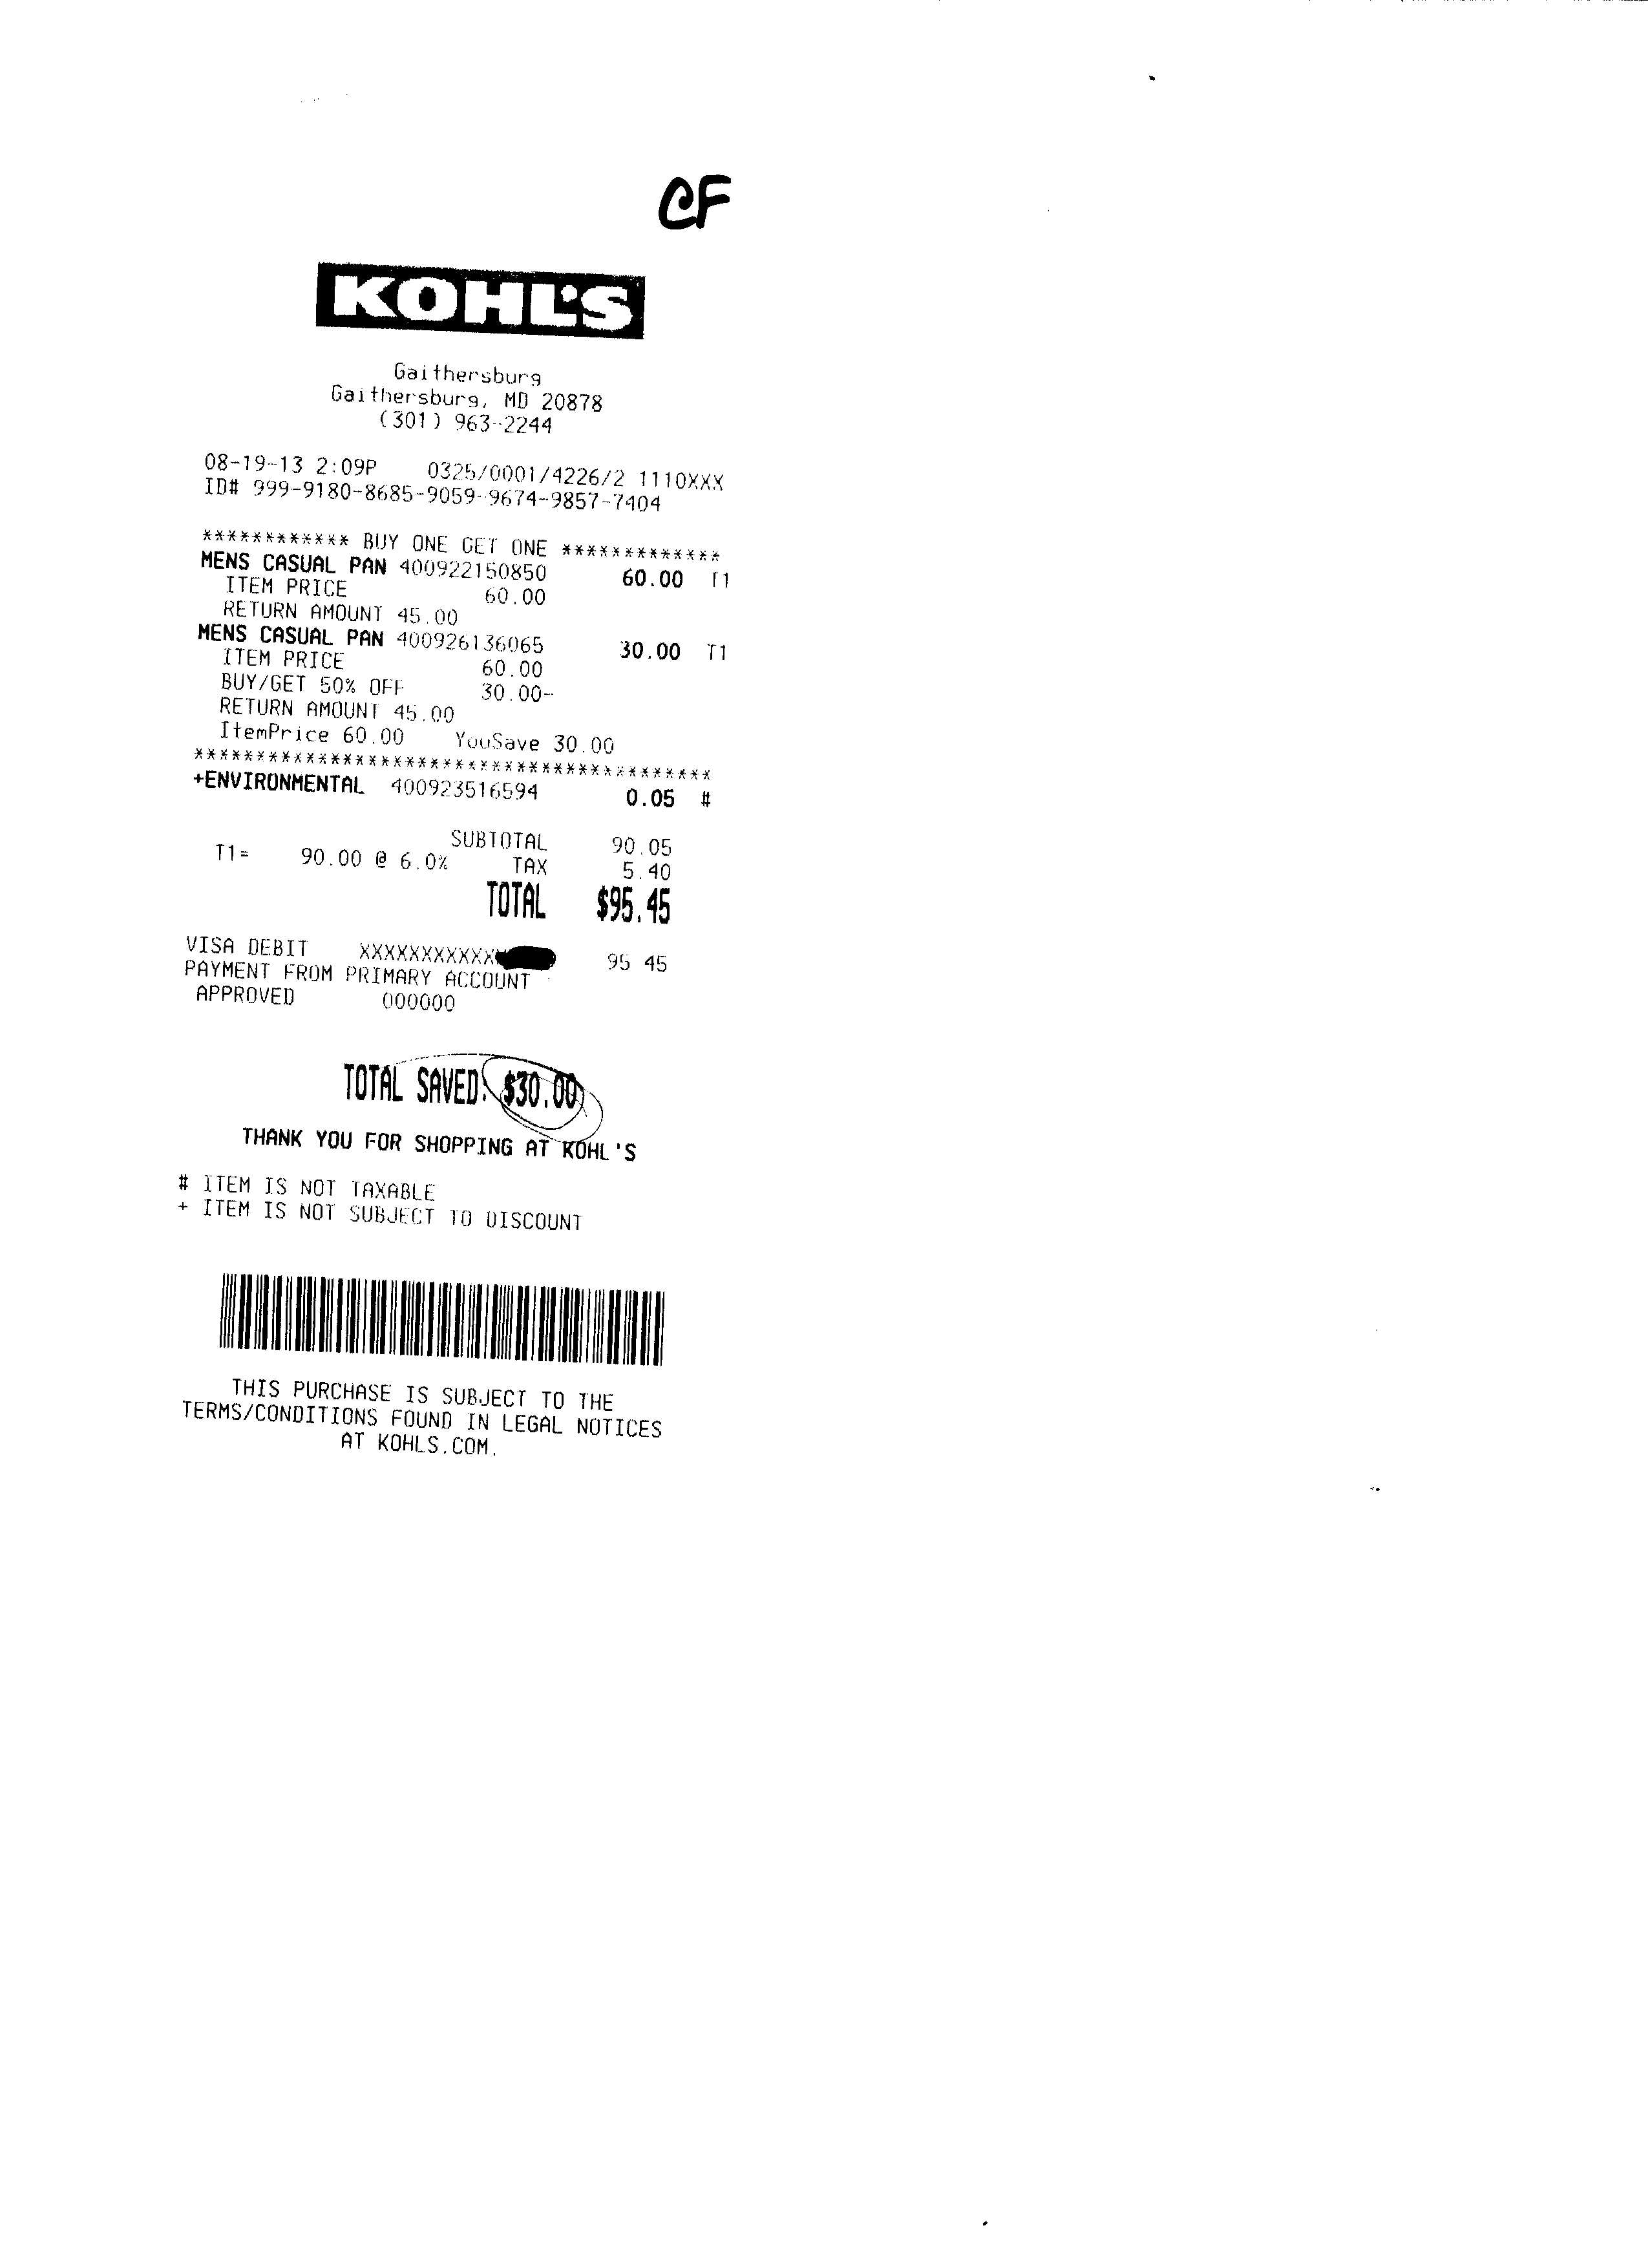 CF
KOHL'S
Gaithersburg
Gaithersburg, MD 20878
(301) 963-2244
08-19-13 2:09P 0325/0001/4226/2 1110XXX
ID# 999-9180-8685-9059-9674-9857-7404
************ BUY ONE GET ONE *************
MENS CASUAL PAN 400922150850 60.00 T1
ITEM PRICE 60.00
RETURN AMOUNT 45.00
MENS CASUAL PAN 400926136065 30.00 T1
ITEM PRICE 60.00
BUY/GET 50% OFF 30.00-
RETURN AMOUNT 45.00
ItemPrice 60.00 YouSave 30.00
******************************************
+ENVIRONMENTAL 400923516594 0.05 #
SUBTOTAL 90.05
T1= 90.00 @ 6.0% TAX 5.40
TOTAL $95.45
VISA DEBIT XXXXXXXXXXXX 95 45
PAYMENT FROM PRIMARY ACCOUNT
APPROVED 000000
TOTAL SAVED: $30.00
THANK YOU FOR SHOPPING AT KOHL'S
# ITEM IS NOT TAXABLE
+ ITEM IS NOT SUBJECT TO DISCOUNT
THIS PURCHASE IS SUBJECT TO THE
TERMS/CONDITIONS FOUND IN LEGAL NOTICES
AT KOHLS.COM.